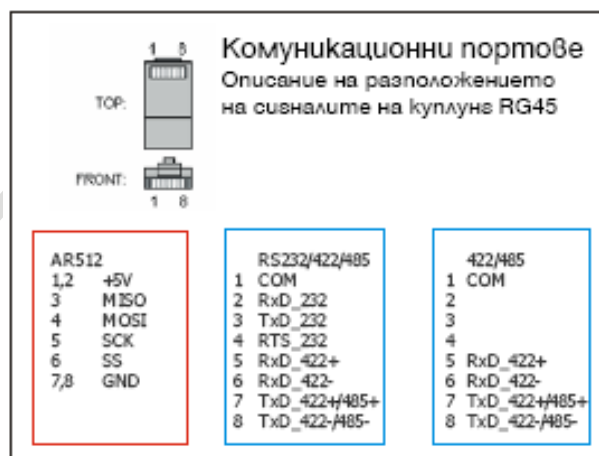 Комуникационни портове
Описание на разположението
на сигналите на куплунг RG45
1 8
TOP:
FRONT:
1 8
AR512
1,2 +5V
3 MISO
4 MOSI
5 SCK
6 SS
7,8 GND
RS232/422/485
1 COM
2 RxD_232
3 TxD_232
4 RTS_232
5 RxD_422+
6 RxD_422-
7 TxD_422+/485+
8 TxD_422-/485-
422/485
1 COM
2
3
4
5 RxD_422+
6 RxD_422-
7 TxD_422+/485+
8 TxD_422-/485-